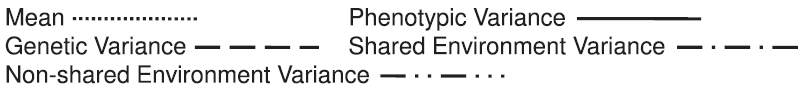 Mean Phenotypic Variance
Genetic Variance Shared Environment Variance
Non-shared Environment Variance